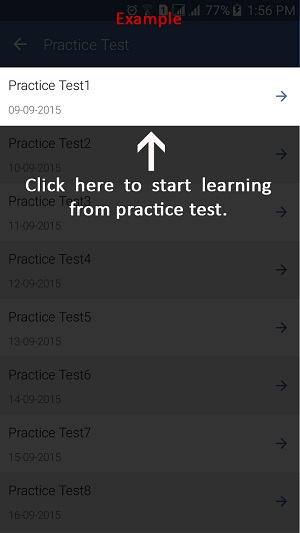 Example
77% 1:56 PM
Practice Test
Practice Test1
09-09-2015
Practice Test2
10-09-2015
Click here to start learning
Practice Test3
from practice test.
11-09-2015
Practice Test4
12-09-2015
Practice Test5
13-09-2015
Practice Test6
14-09-2015
Practice Test7
15-09-2015
Practice Test8
16-09-2015